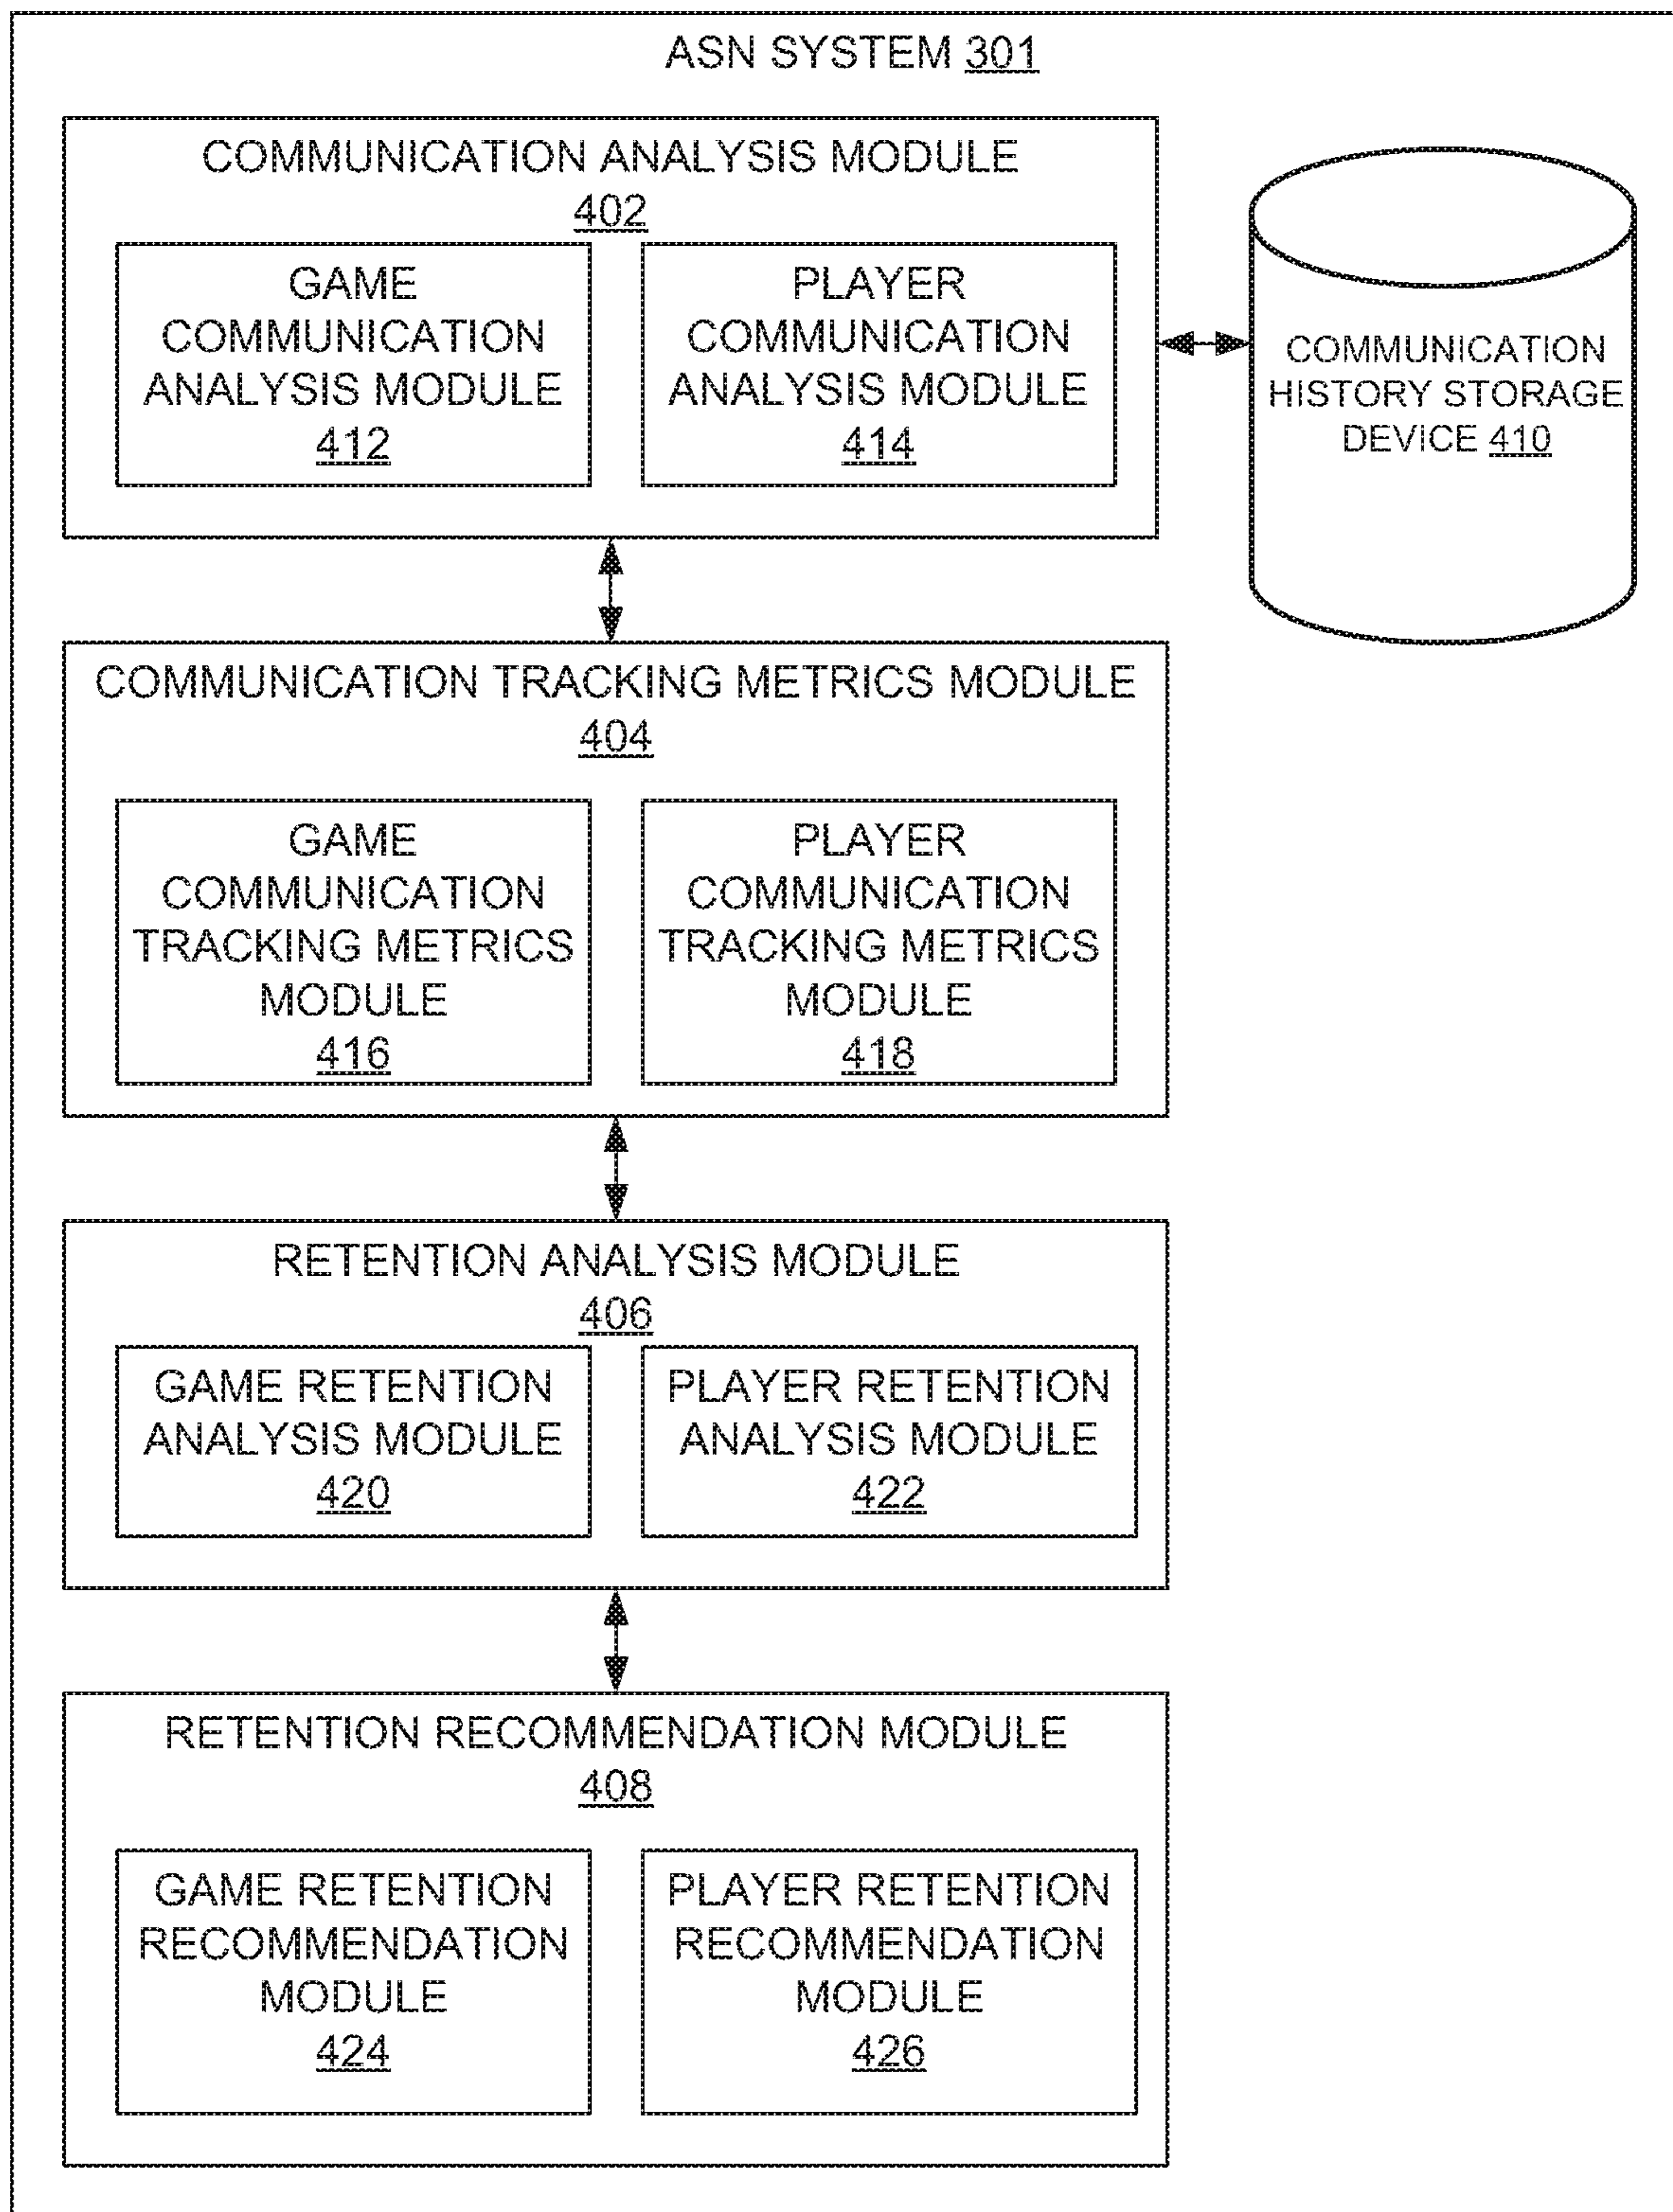 ASN SYSTEM 301
COMMUNICATION ANALYSIS MODULE
402
GAME
COMMUNICATION
ANALYSIS MODULE
412
PLAYER
COMMUNICATION
ANALYSIS MODULE
414
COMMUNICATION
HISTORY STORAGE
DEVICE 410
COMMUNICATION TRACKING METRICS MODULE
404
GAME
COMMUNICATION
TRACKING METRICS
MODULE
416
PLAYER
COMMUNICATION
TRACKING METRICS
MODULE
418
RETENTION ANALYSIS MODULE
406
GAME RETENTION
ANALYSIS MODULE
420
PLAYER RETENTION
ANALYSIS MODULE
422
RETENTION RECOMMENDATION MODULE
408
GAME RETENTION
RECOMMENDATION
MODULE
424
PLAYER RETENTION
RECOMMENDATION
MODULE
426